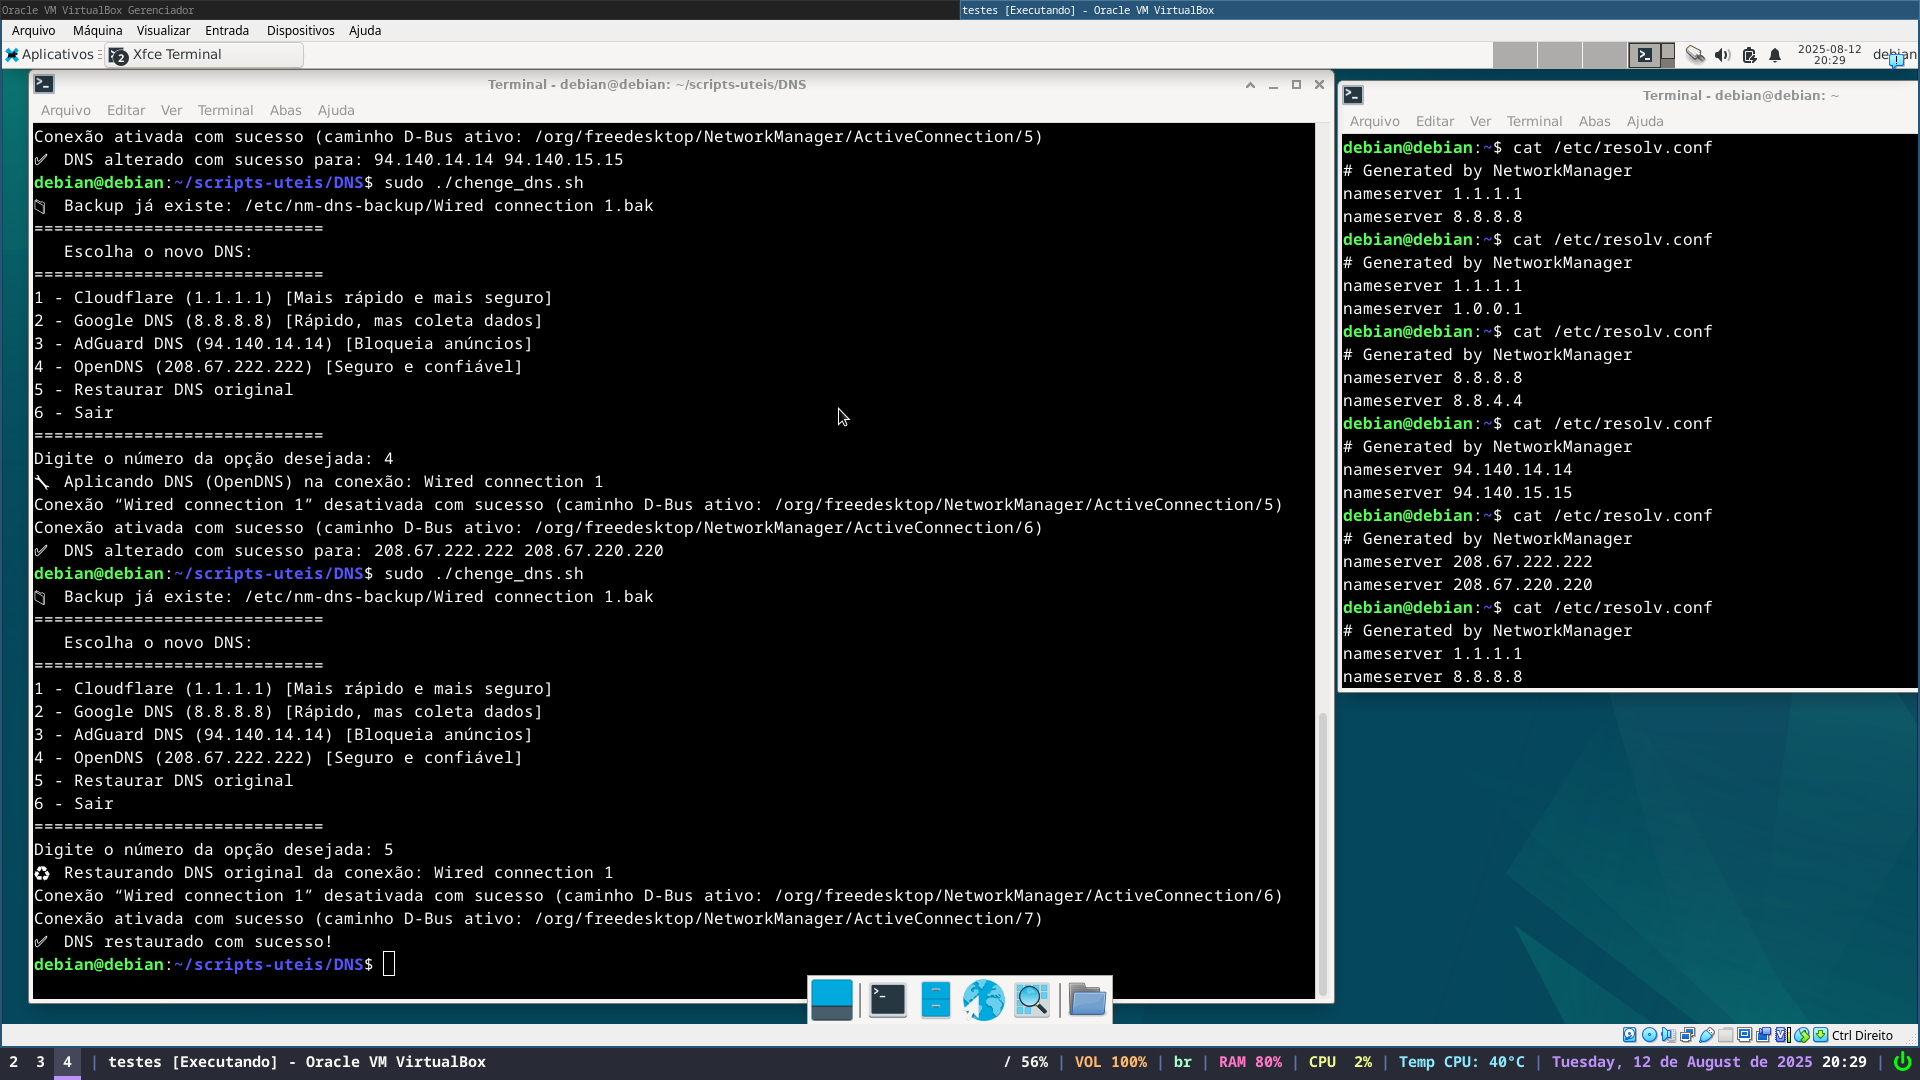 Oracle VM VirtualBox Gerenciador
testes [Executando] - Oracle VM VirtualBox
Arquivo Máquina Visualizar Entrada Dispositivos Ajuda
Aplicativos
2 Xfce Terminal
2025-08-12
20:29
debian
Terminal - debian@debian: ~/scripts-uteis/DNS
Arquivo Editar Ver Terminal Abas Ajuda
Conexão ativada com sucesso (caminho D-Bus ativo: /org/freedesktop/NetworkManager/ActiveConnection/5)
✔ DNS alterado com sucesso para: 94.140.14.14 94.140.15.15
debian@debian:~/scripts-uteis/DNS$ sudo ./chenge_dns.sh
Backup já existe: /etc/nm-dns-backup/Wired connection 1.bak
=============================
Escolha o novo DNS:
=============================
1 - Cloudflare (1.1.1.1) [Mais rápido e mais seguro]
2 - Google DNS (8.8.8.8) [Rápido, mas coleta dados]
3 - AdGuard DNS (94.140.14.14) [Bloqueia anúncios]
4 - OpenDNS (208.67.222.222) [Seguro e confiável]
5 - Restaurar DNS original
6 - Sair
=============================
Digite o número da opção desejada: 4
Aplicando DNS (OpenDNS) na conexão: Wired connection 1
Conexão “Wired connection 1” desativada com sucesso (caminho D-Bus ativo: /org/freedesktop/NetworkManager/ActiveConnection/5)
Conexão ativada com sucesso (caminho D-Bus ativo: /org/freedesktop/NetworkManager/ActiveConnection/6)
✔ DNS alterado com sucesso para: 208.67.222.222 208.67.220.220
debian@debian:~/scripts-uteis/DNS$ sudo ./chenge_dns.sh
Backup já existe: /etc/nm-dns-backup/Wired connection 1.bak
=============================
Escolha o novo DNS:
=============================
1 - Cloudflare (1.1.1.1) [Mais rápido e mais seguro]
2 - Google DNS (8.8.8.8) [Rápido, mas coleta dados]
3 - AdGuard DNS (94.140.14.14) [Bloqueia anúncios]
4 - OpenDNS (208.67.222.222) [Seguro e confiável]
5 - Restaurar DNS original
6 - Sair
=============================
Digite o número da opção desejada: 5
♻ Restaurando DNS original da conexão: Wired connection 1
Conexão “Wired connection 1” desativada com sucesso (caminho D-Bus ativo: /org/freedesktop/NetworkManager/ActiveConnection/6)
Conexão ativada com sucesso (caminho D-Bus ativo: /org/freedesktop/NetworkManager/ActiveConnection/7)
✔ DNS restaurado com sucesso!
debian@debian:~/scripts-uteis/DNS$
Terminal - debian@debian: ~
Arquivo Editar Ver Terminal Abas Ajuda
debian@debian:~$ cat /etc/resolv.conf
# Generated by NetworkManager
nameserver 1.1.1.1
nameserver 8.8.8.8
debian@debian:~$ cat /etc/resolv.conf
# Generated by NetworkManager
nameserver 1.1.1.1
nameserver 1.0.0.1
debian@debian:~$ cat /etc/resolv.conf
# Generated by NetworkManager
nameserver 8.8.8.8
nameserver 8.8.4.4
debian@debian:~$ cat /etc/resolv.conf
# Generated by NetworkManager
nameserver 94.140.14.14
nameserver 94.140.15.15
debian@debian:~$ cat /etc/resolv.conf
# Generated by NetworkManager
nameserver 208.67.222.222
nameserver 208.67.220.220
debian@debian:~$ cat /etc/resolv.conf
# Generated by NetworkManager
nameserver 1.1.1.1
nameserver 8.8.8.8
Ctrl Direito
2 3 4 | testes [Executando] - Oracle VM VirtualBox
/ 56% | VOL 100% | br | RAM 80% | CPU 2% | Temp CPU: 40°C | Tuesday, 12 de August de 2025 20:29 |